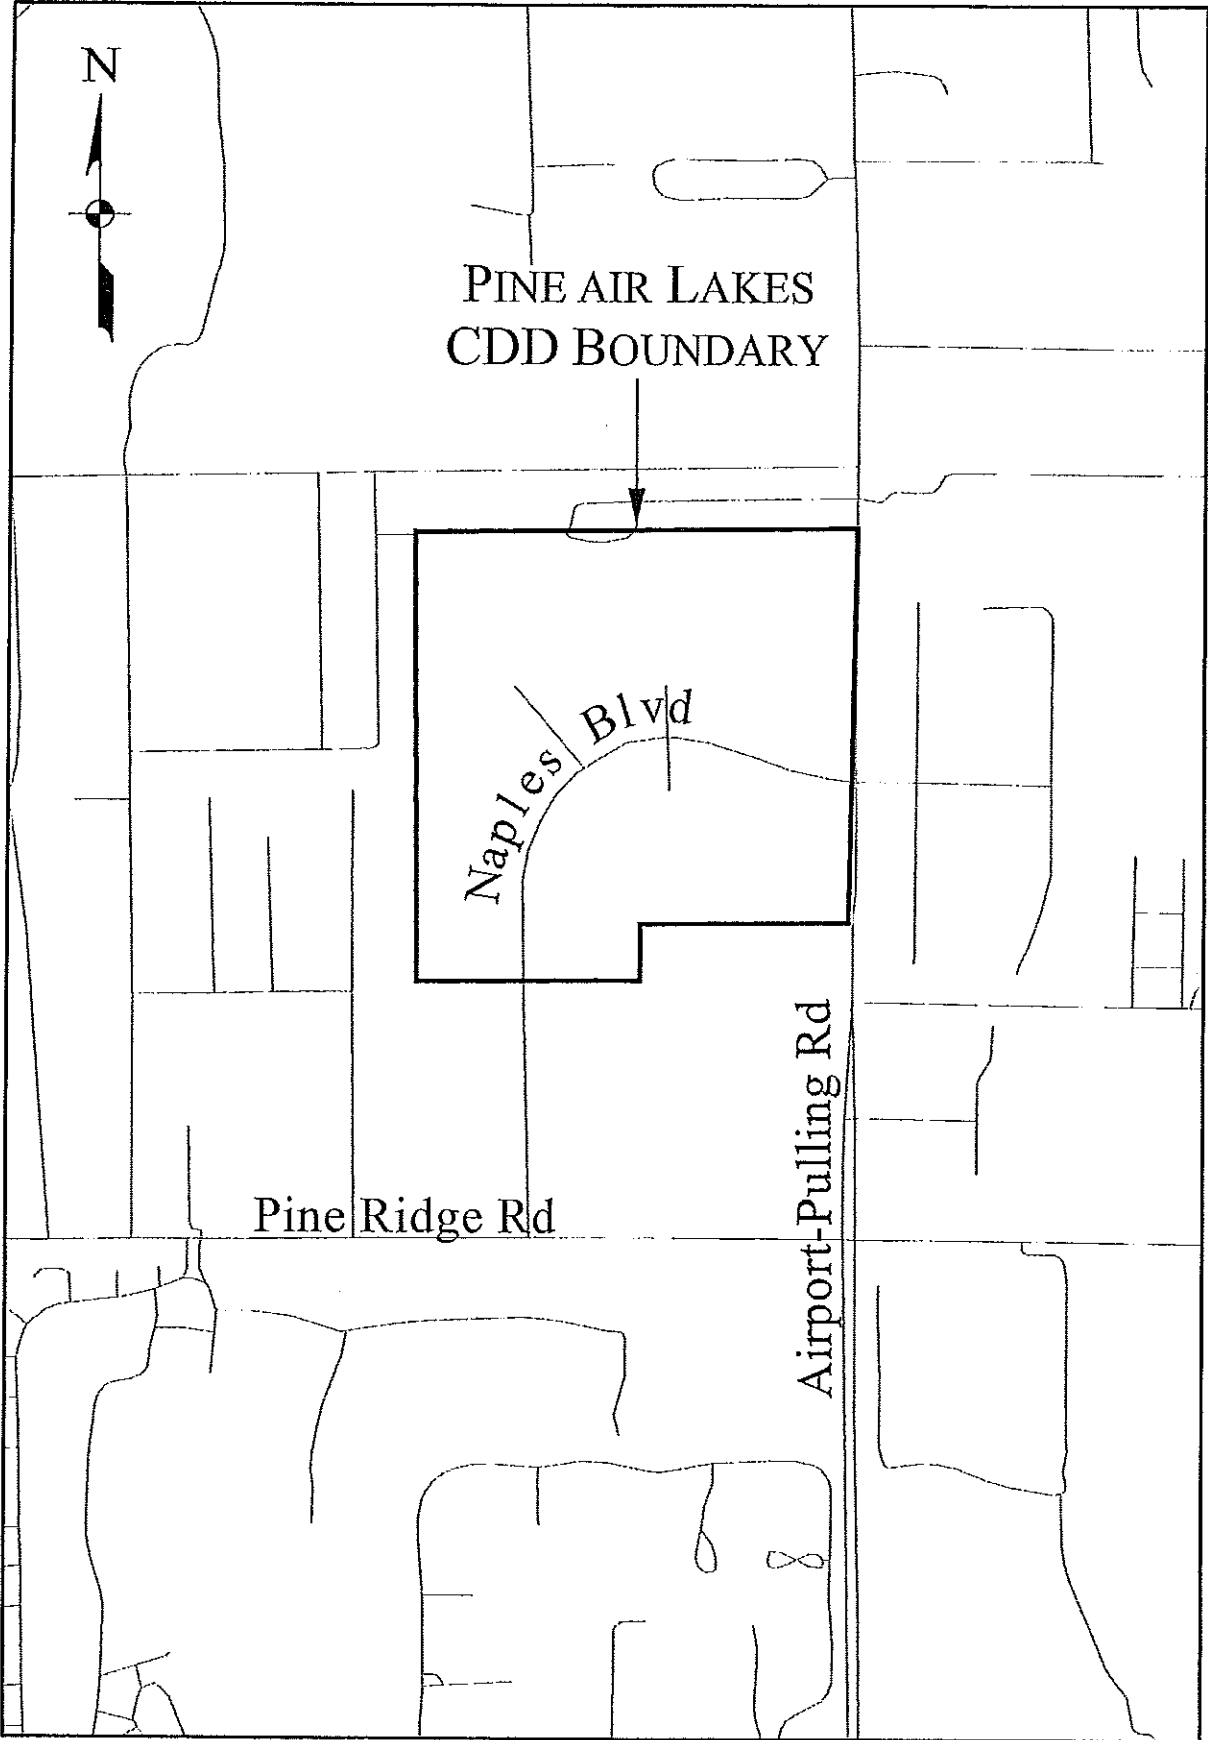 N
PINE AIR LAKES
CDD BOUNDARY
Naples Blvd
Airport-Pulling Rd
Pine Ridge Rd